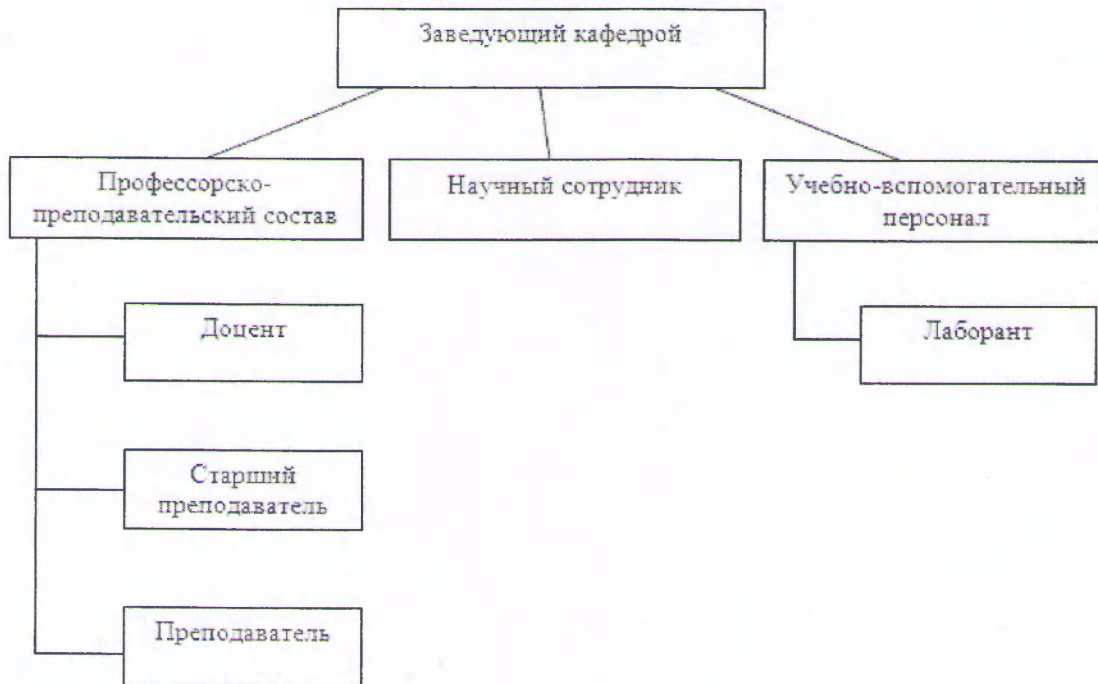 Заведующий кафедрой
Профессорско-
преподавательский состав
Научный сотрудник
Учебно-вспомогательный
персонал
Доцент
Лаборант
Старший
преподаватель
Преподаватель